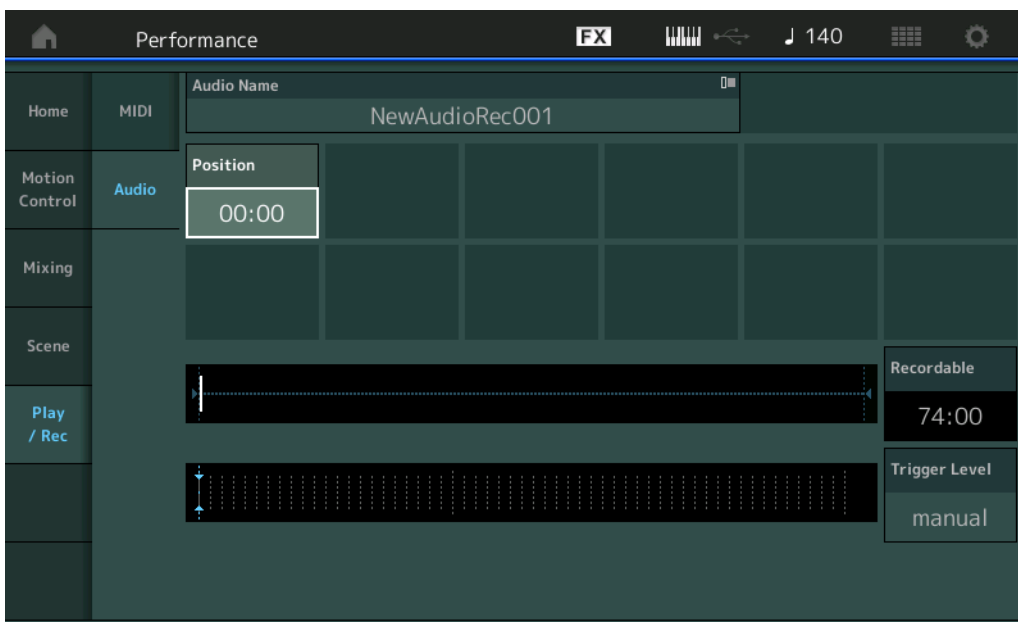 Performance
FX
♩ 140
Home
MIDI
Audio Name
NewAudioRec001
Motion
Control
Audio
Position
00:00
Mixing
Scene
Play
/ Rec
Recordable
74:00
Trigger Level
manual